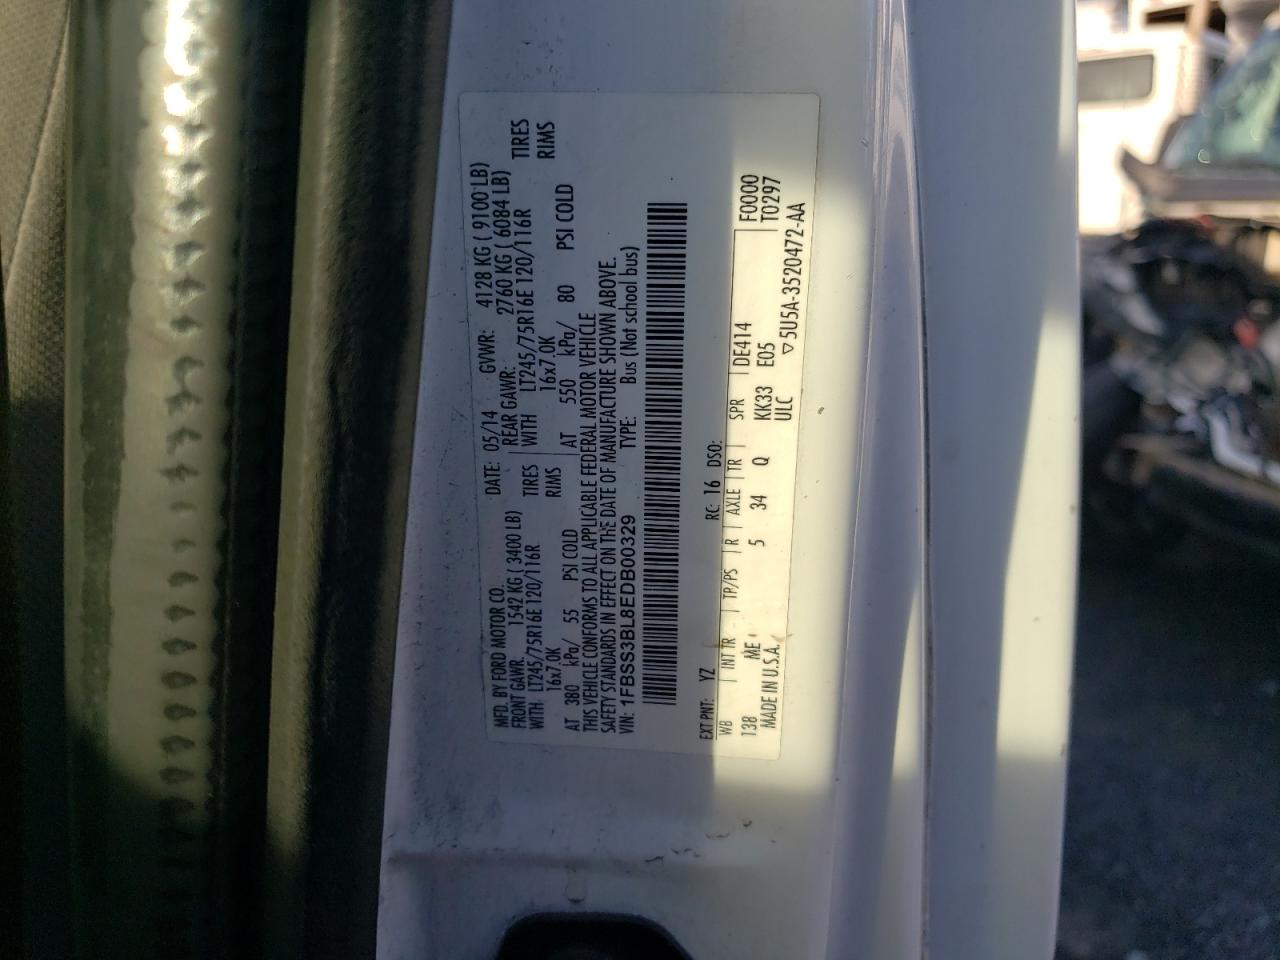 MFD. BY FORD MOTOR CO. DATE: 05/14 GVWR: 4128 KG ( 9100 LB)
FRONT GAWR: 1542 KG ( 3400 LB) REAR GAWR: 2760 KG ( 6084 LB)
WITH LT245/75R16E 120/116R TIRES WITH LT245/75R16E 120/116R TIRES
16x7.0K RIMS 16x7.0K RIMS
AT 380 kPa/ 55 PSI COLD AT 550 kPa/ 80 PSI COLD
THIS VEHICLE CONFORMS TO ALL APPLICABLE FEDERAL MOTOR VEHICLE
SAFETY STANDARDS IN EFFECT ON THE DATE OF MANUFACTURE SHOWN ABOVE.
VIN: 1FBSS3BL8EDB00329 TYPE: Bus (Not school bus)
EXT PNT: YZ RC: 16 DSO:
WB INT TR TP/PS R AXLE TR SPR DE414 F0000
138 ME 5 34 Q KK33 E05 T0297
MADE IN U.S.A. ULC ▽5U5A-3520472-AA